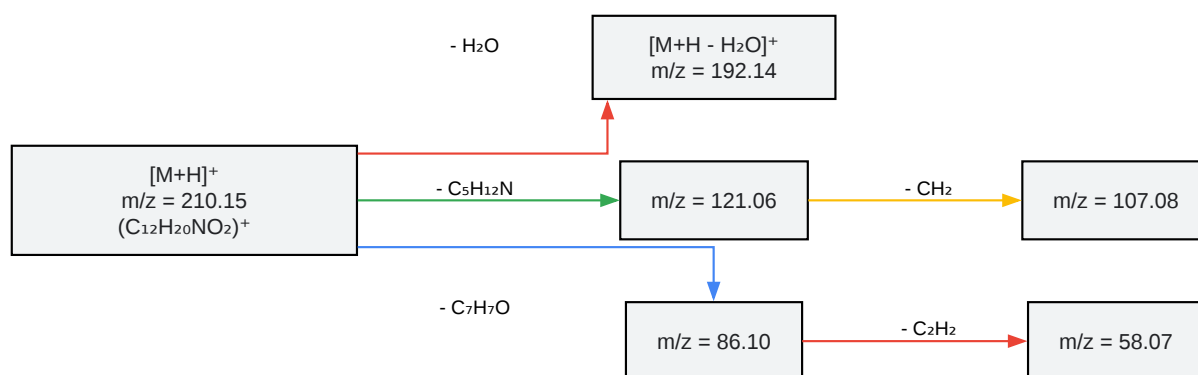 - H₂O
[M+H - H₂O]⁺
m/z = 192.14
[M+H]⁺
m/z = 210.15
(C₁₂H₂₀NO₂)⁺
- C₅H₁₂N
m/z = 121.06
- CH₂
m/z = 107.08
- C₇H₇O
m/z = 86.10
- C₂H₂
m/z = 58.07